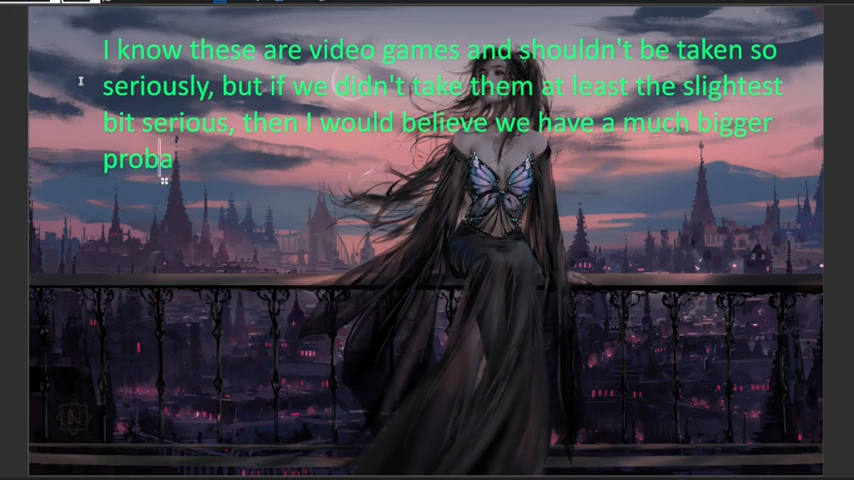 I know these are video games and shouldn't be taken so
seriously, but if we didn't take them at least the slightest
bit serious, then I would believe we have a much bigger
proba